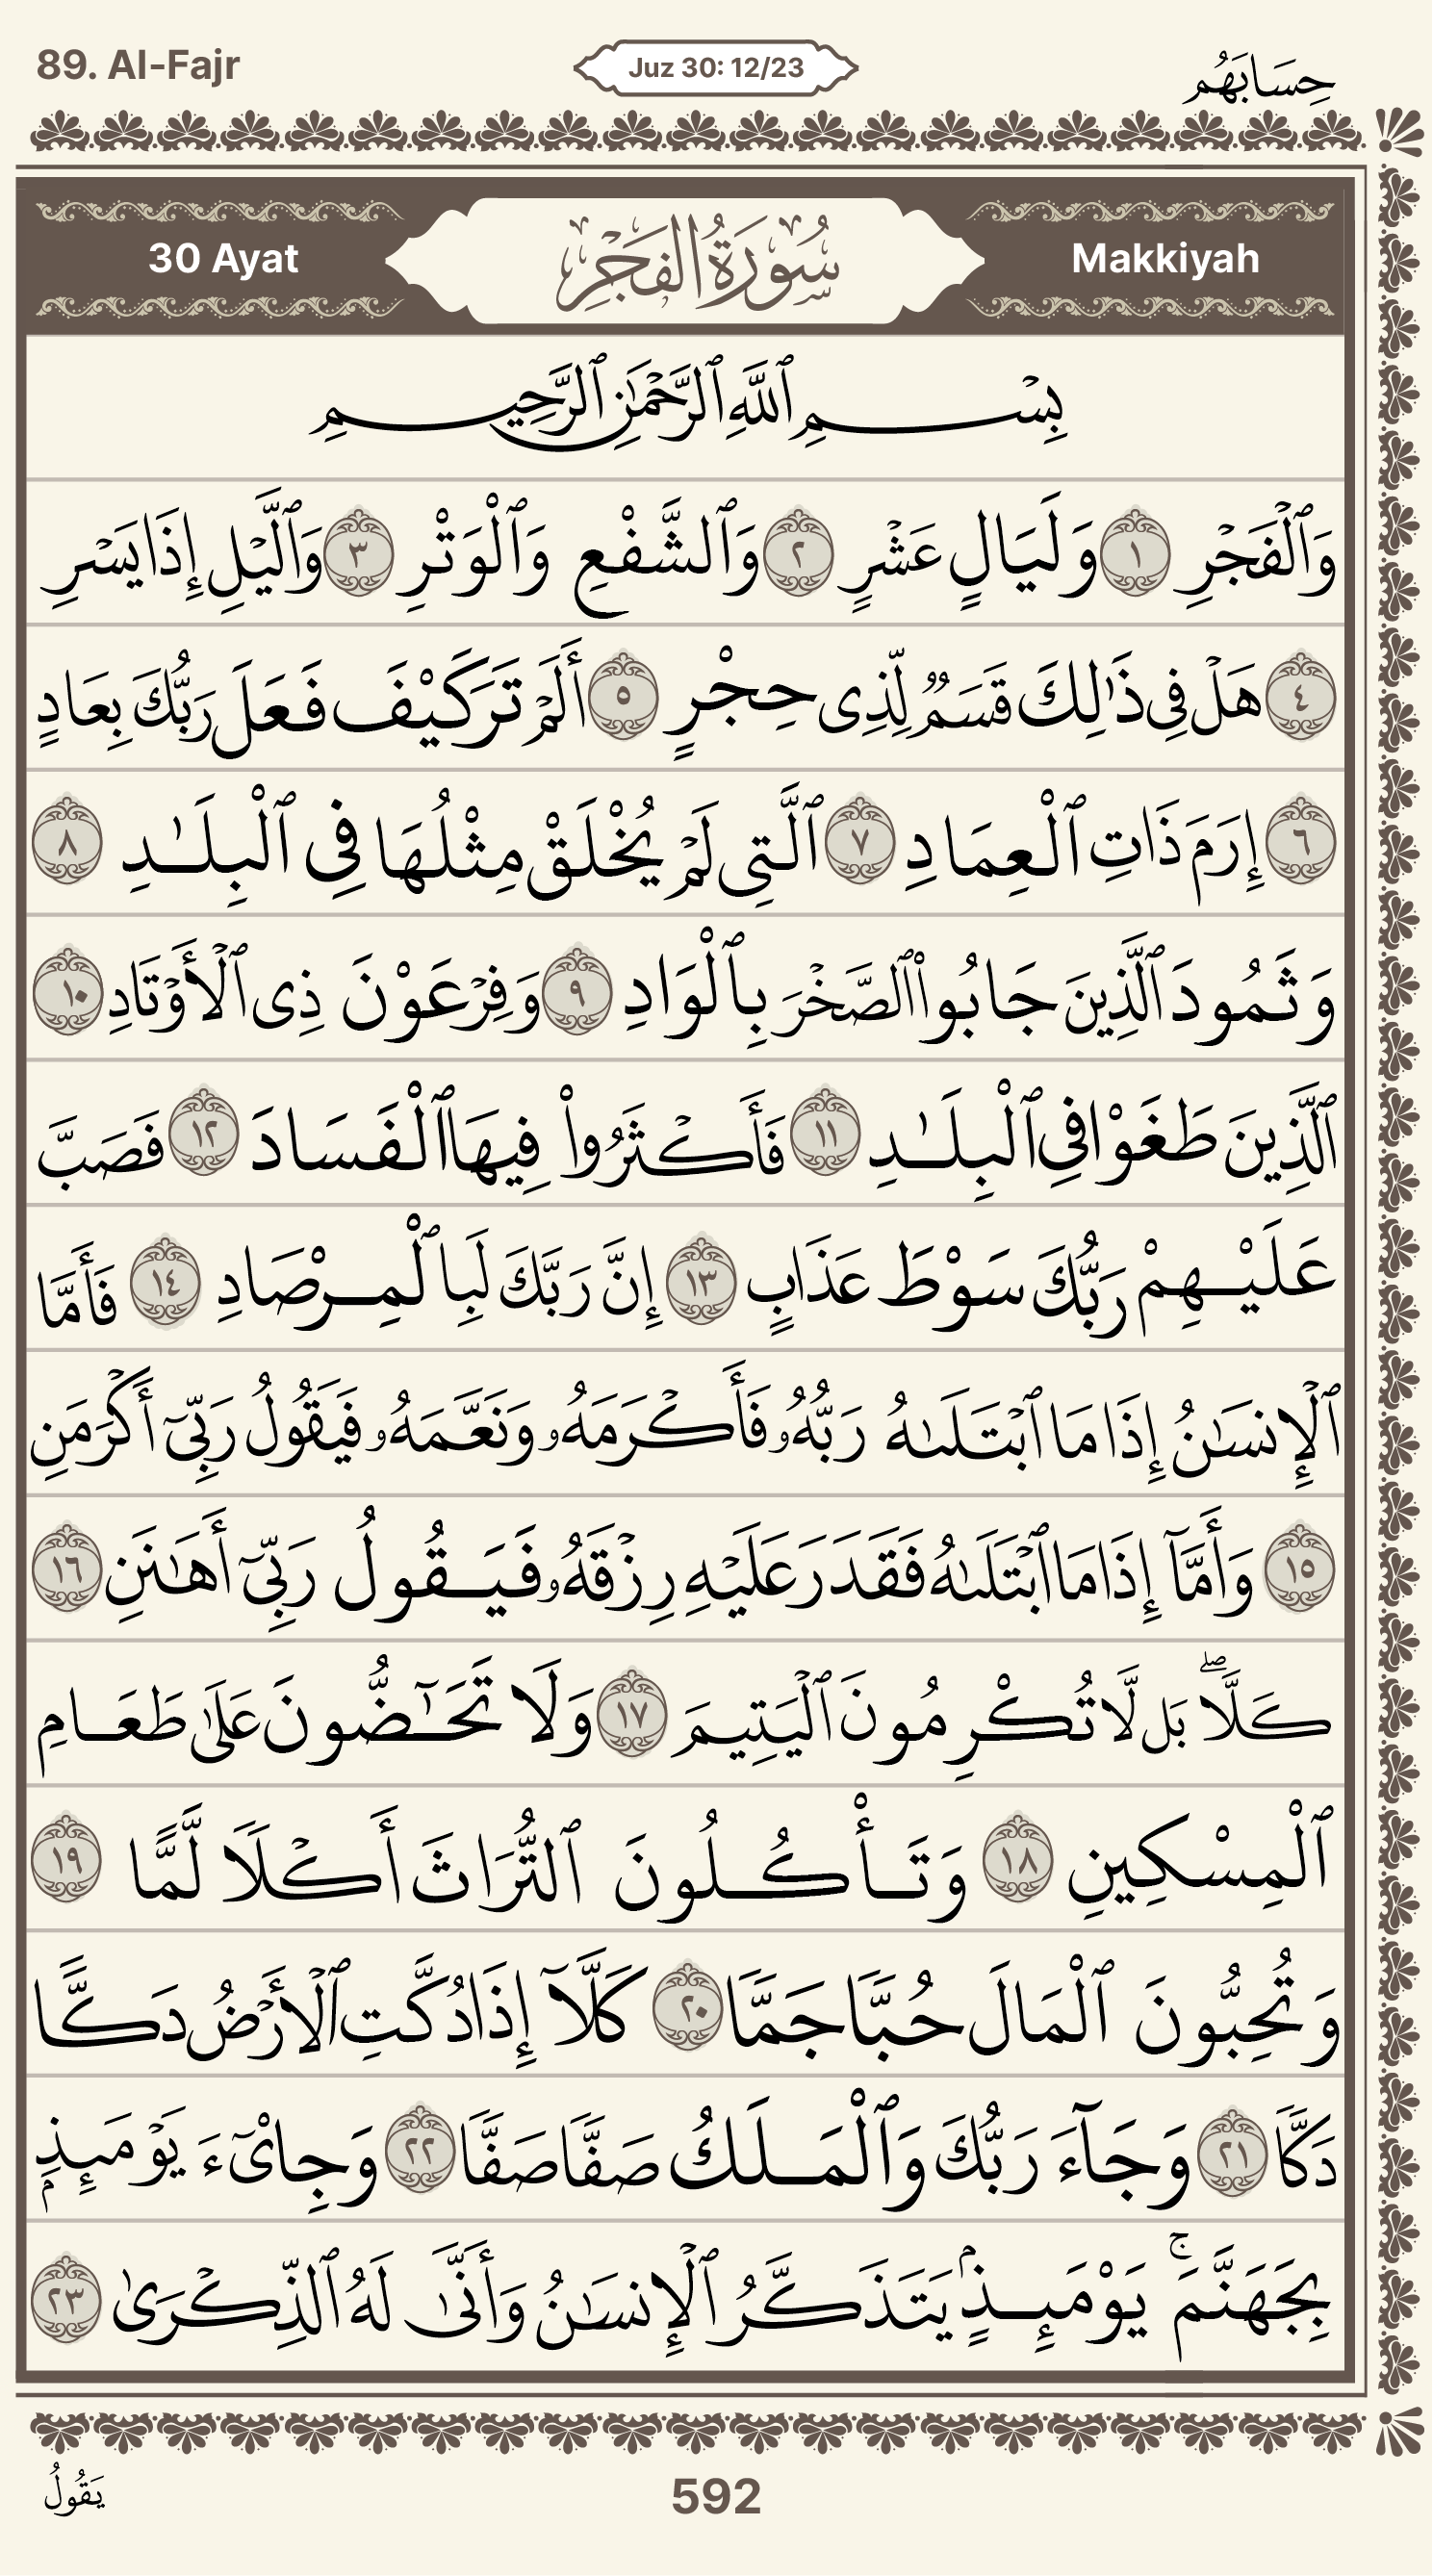 89. Al-Fajr
Juz 30: 12/23
حِسَابَهُم
30 Ayat
سُورَةُ الفَجْرِ
Makkiyah
بِسْمِ ٱللَّهِ ٱلرَّحْمَٰنِ ٱلرَّحِيمِ
وَٱلْفَجْرِ ١ وَلَيَالٍ عَشْرٍ ٢ وَٱلشَّفْعِ وَٱلْوَتْرِ ٣ وَٱلَّيْلِ إِذَا يَسْرِ
٤ هَلْ فِى ذَٰلِكَ قَسَمٌ لِّذِى حِجْرٍ ٥ أَلَمْ تَرَ كَيْفَ فَعَلَ رَبُّكَ بِعَادٍ
٦ إِرَمَ ذَاتِ ٱلْعِمَادِ ٧ ٱلَّتِى لَمْ يُخْلَقْ مِثْلُهَا فِى ٱلْبِلَـٰدِ ٨
وَثَمُودَ ٱلَّذِينَ جَابُوا۟ ٱلصَّخْرَ بِٱلْوَادِ ٩ وَفِرْعَوْنَ ذِى ٱلْأَوْتَادِ ١٠
ٱلَّذِينَ طَغَوْا۟ فِى ٱلْبِلَـٰدِ ١١ فَأَكْثَرُوا۟ فِيهَا ٱلْفَسَادَ ١٢ فَصَبَّ
عَلَيْهِمْ رَبُّكَ سَوْطَ عَذَابٍ ١٣ إِنَّ رَبَّكَ لَبِٱلْمِرْصَادِ ١٤ فَأَمَّا
ٱلْإِنسَـٰنُ إِذَا مَا ٱبْتَلَىٰهُ رَبُّهُۥ فَأَكْرَمَهُۥ وَنَعَّمَهُۥ فَيَقُولُ رَبِّىٓ أَكْرَمَنِ
١٥ وَأَمَّآ إِذَا مَا ٱبْتَلَىٰهُ فَقَدَرَ عَلَيْهِ رِزْقَهُۥ فَيَقُولُ رَبِّىٓ أَهَـٰنَنِ ١٦
كَلَّا ۖ بَل لَّا تُكْرِمُونَ ٱلْيَتِيمَ ١٧ وَلَا تَحَـٰٓضُّونَ عَلَىٰ طَعَامِ
ٱلْمِسْكِينِ ١٨ وَتَأْكُلُونَ ٱلتُّرَاثَ أَكْلًا لَّمًّا ١٩
وَتُحِبُّونَ ٱلْمَالَ حُبًّا جَمًّا ٢٠ كَلَّآ إِذَا دُكَّتِ ٱلْأَرْضُ دَكًّا
دَكًّا ٢١ وَجَآءَ رَبُّكَ وَٱلْمَلَكُ صَفًّا صَفًّا ٢٢ وَجِا۟ىٓءَ يَوْمَئِذٍۭ
بِجَهَنَّمَ ۚ يَوْمَئِذٍ يَتَذَكَّرُ ٱلْإِنسَـٰنُ وَأَنَّىٰ لَهُ ٱلذِّكْرَىٰ ٢٣
يَقُولُ
592